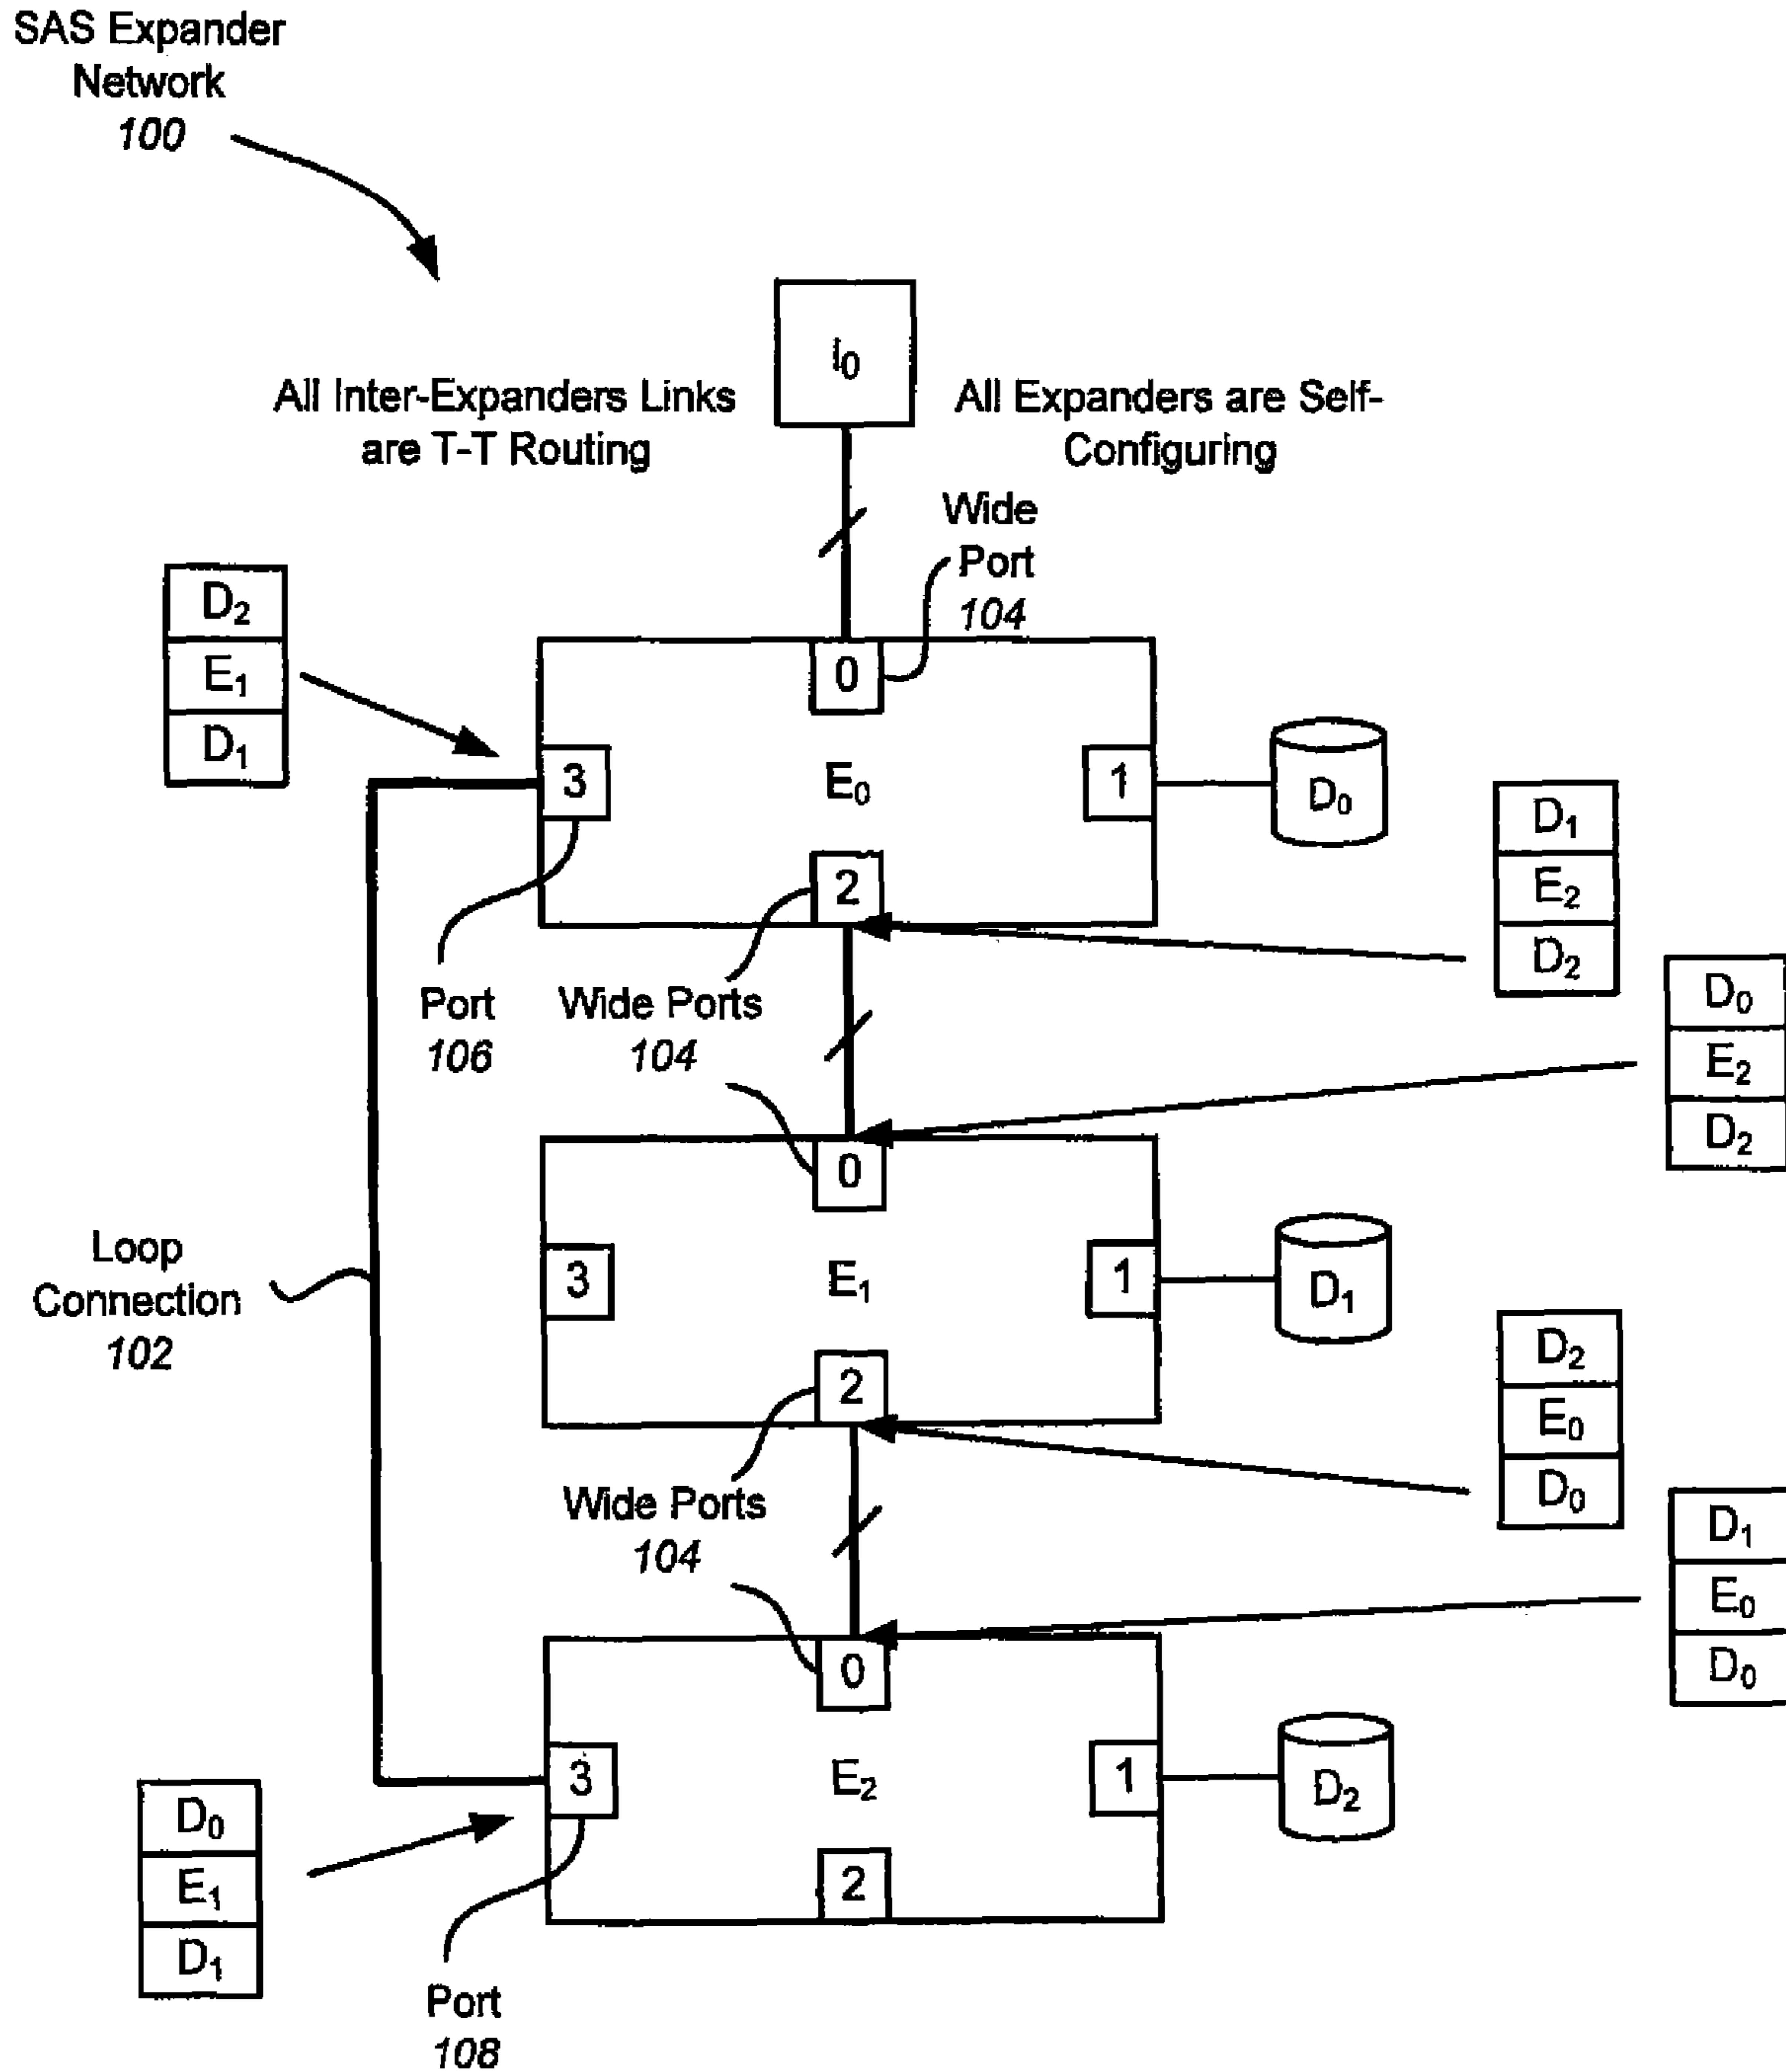 SAS Expander
Network
100
I₀
All Inter-Expanders Links
are T-T Routing
All Expanders are Self-
Configuring
Wide
Port
104
D₂
E₁
D₁
0
3
E₀
1
D₀
2
D₁
E₂
D₂
Port
106
Wide Ports
104
D₀
E₂
D₂
0
Loop
Connection
102
3
E₁
1
D₁
2
D₂
E₀
D₀
Wide Ports
104
D₁
E₀
D₀
0
3
E₂
1
D₂
2
D₀
E₁
D₁
Port
108